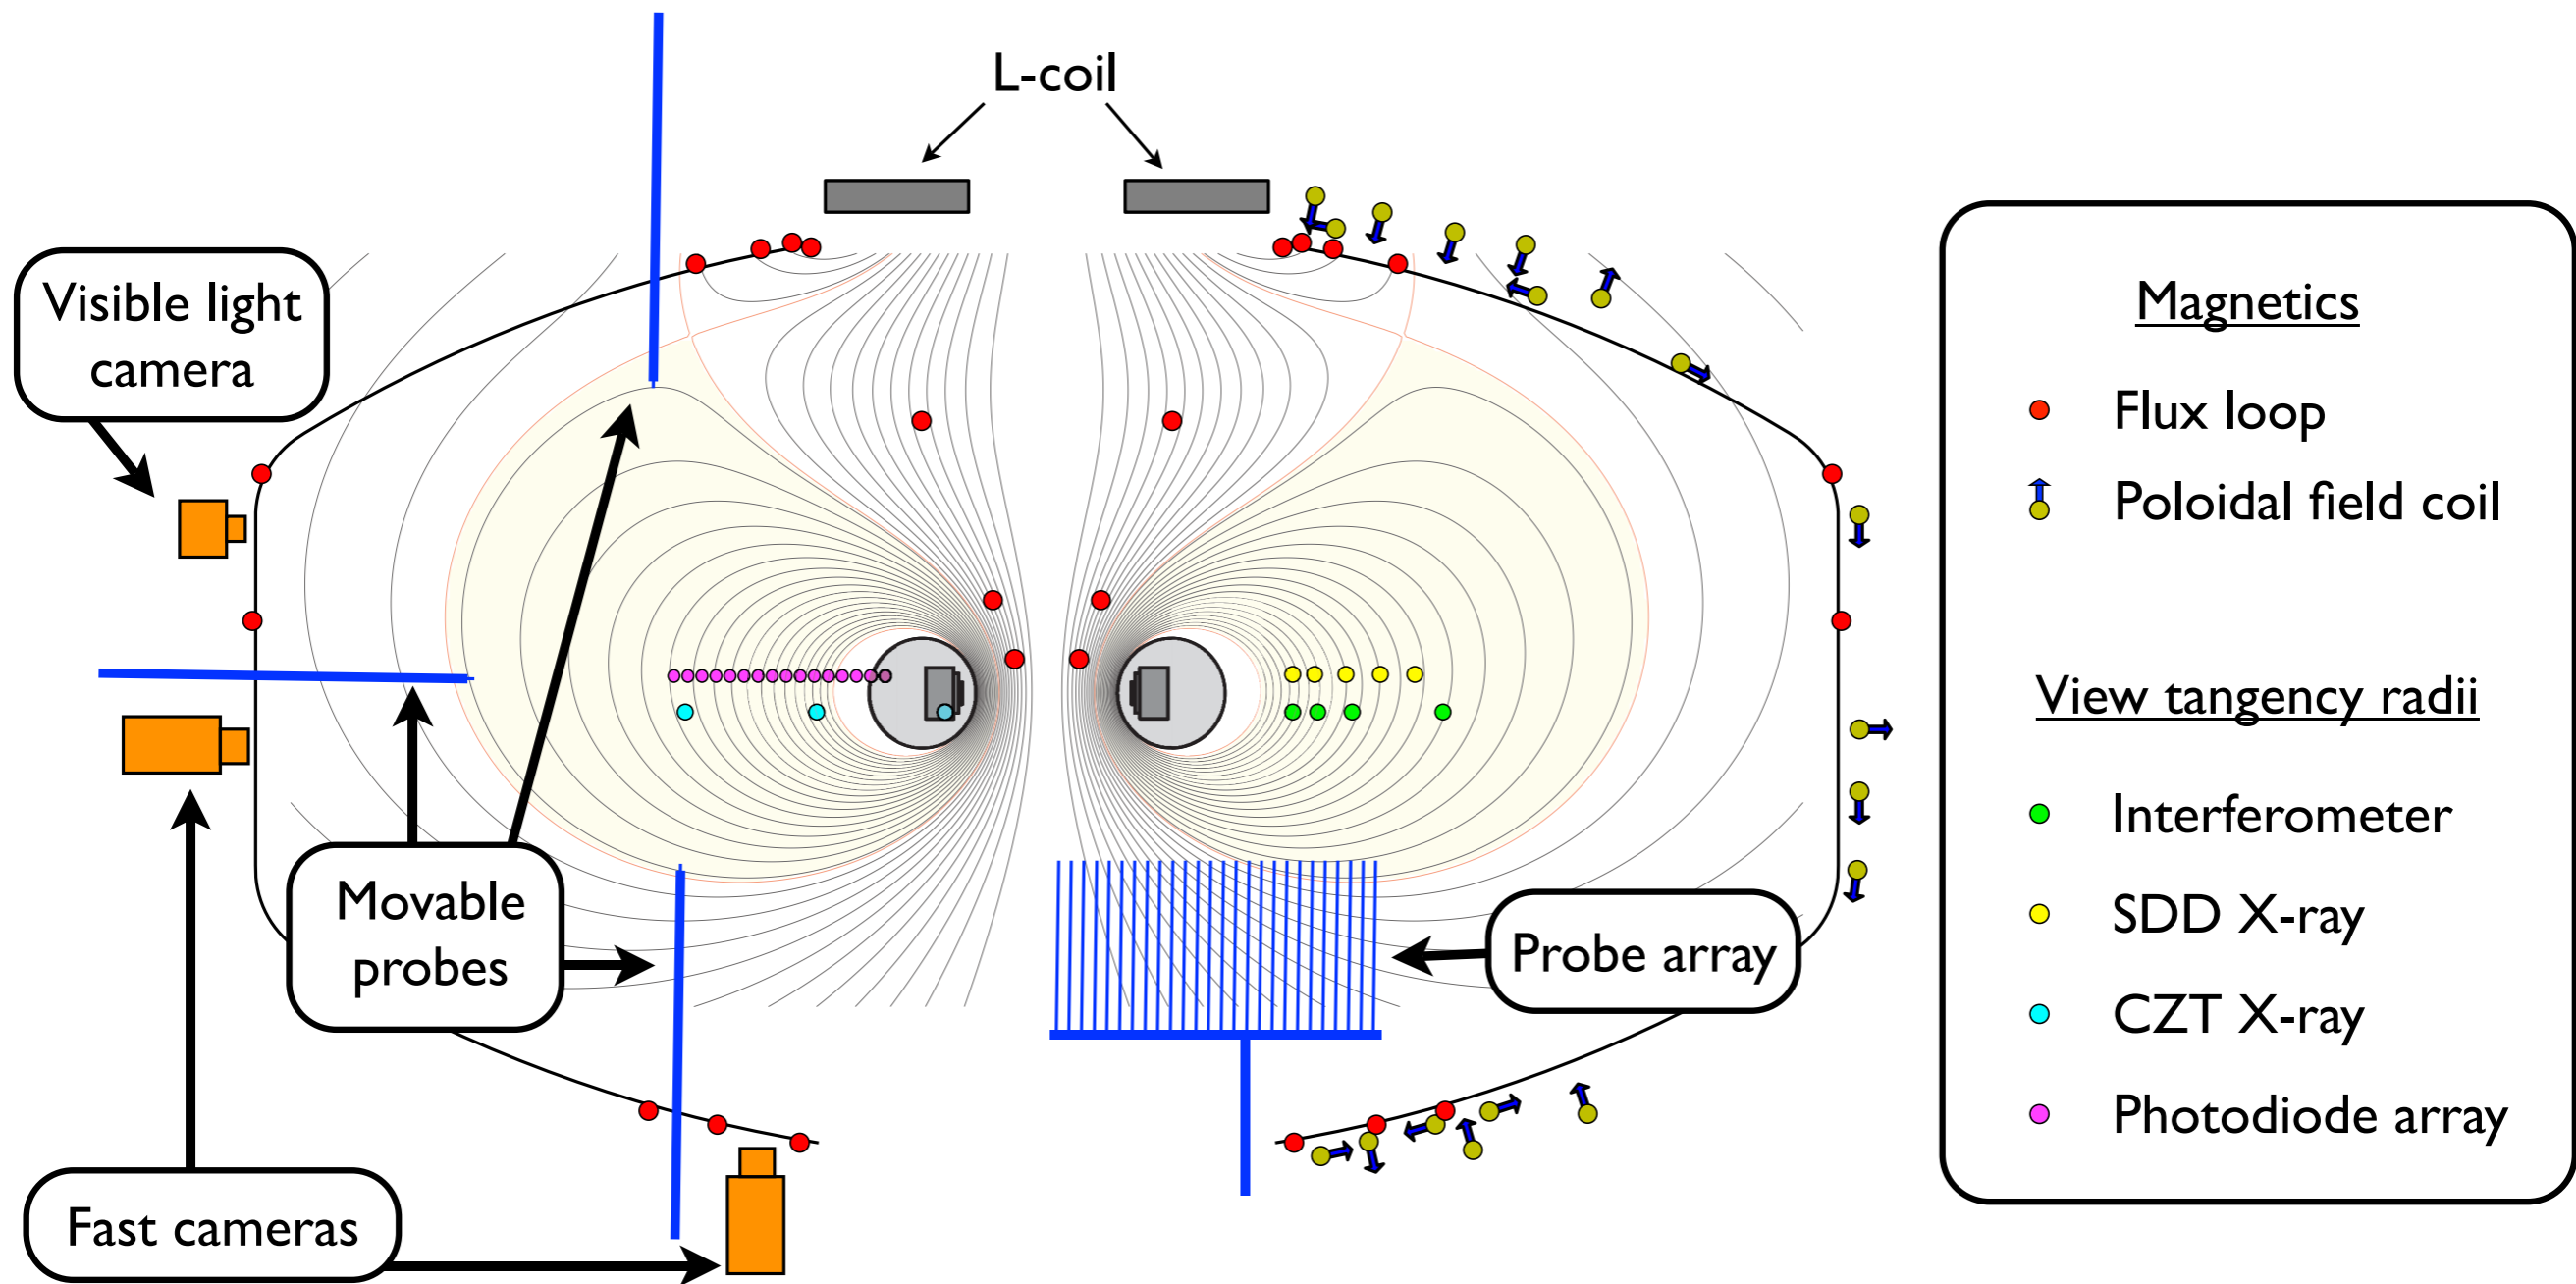 L-coil
Visible light
camera
Movable
probes
Fast cameras
Probe array
Magnetics
Flux loop
Poloidal field coil
View tangency radii
Interferometer
SDD X-ray
CZT X-ray
Photodiode array